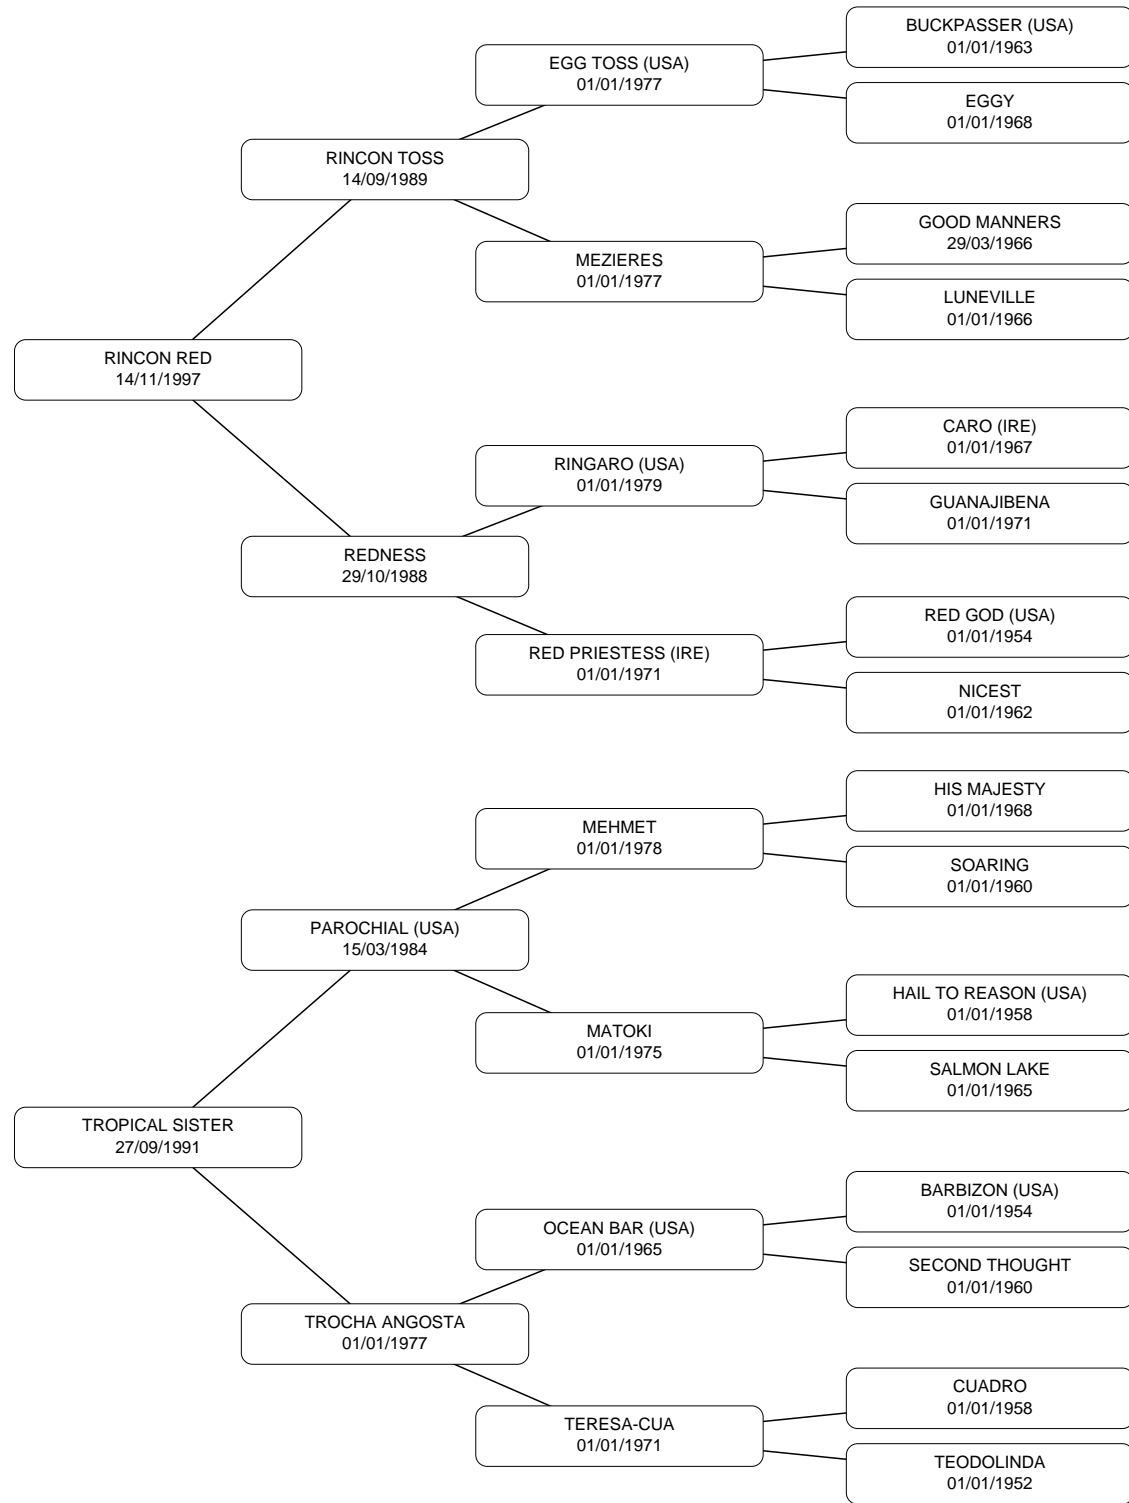 BUCKPASSER (USA)
01/01/1963
EGG TOSS (USA)
01/01/1977
EGGY
01/01/1968
RINCON TOSS
14/09/1989
GOOD MANNERS
29/03/1966
MEZIERES
01/01/1977
LUNEVILLE
01/01/1966
RINCON RED
14/11/1997
CARO (IRE)
01/01/1967
RINGARO (USA)
01/01/1979
GUANAJIBENA
01/01/1971
REDNESS
29/10/1988
RED GOD (USA)
01/01/1954
RED PRIESTESS (IRE)
01/01/1971
NICEST
01/01/1962
HIS MAJESTY
01/01/1968
MEHMET
01/01/1978
SOARING
01/01/1960
PAROCHIAL (USA)
15/03/1984
HAIL TO REASON (USA)
01/01/1958
MATOKI
01/01/1975
SALMON LAKE
01/01/1965
TROPICAL SISTER
27/09/1991
BARBIZON (USA)
01/01/1954
OCEAN BAR (USA)
01/01/1965
SECOND THOUGHT
01/01/1960
TROCHA ANGOSTA
01/01/1977
CUADRO
01/01/1958
TERESA-CUA
01/01/1971
TEODOLINDA
01/01/1952